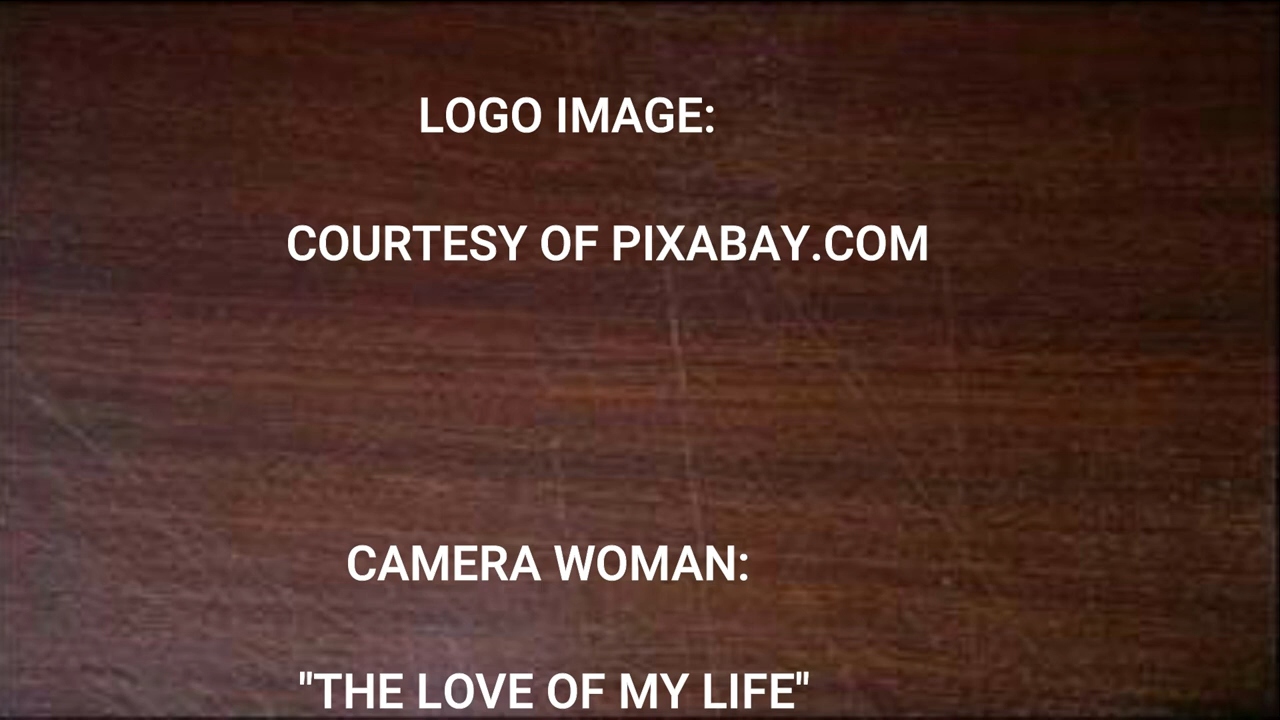 LOGO IMAGE:
COURTESY OF PIXABAY.COM
CAMERA WOMAN:
"THE LOVE OF MY LIFE"